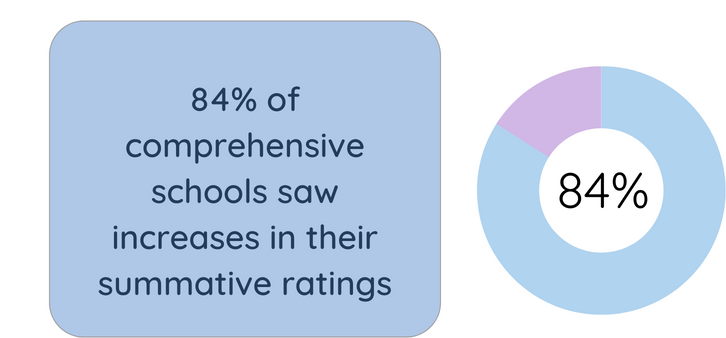 84% of
comprehensive
schools saw
increases in their
summative ratings
84%